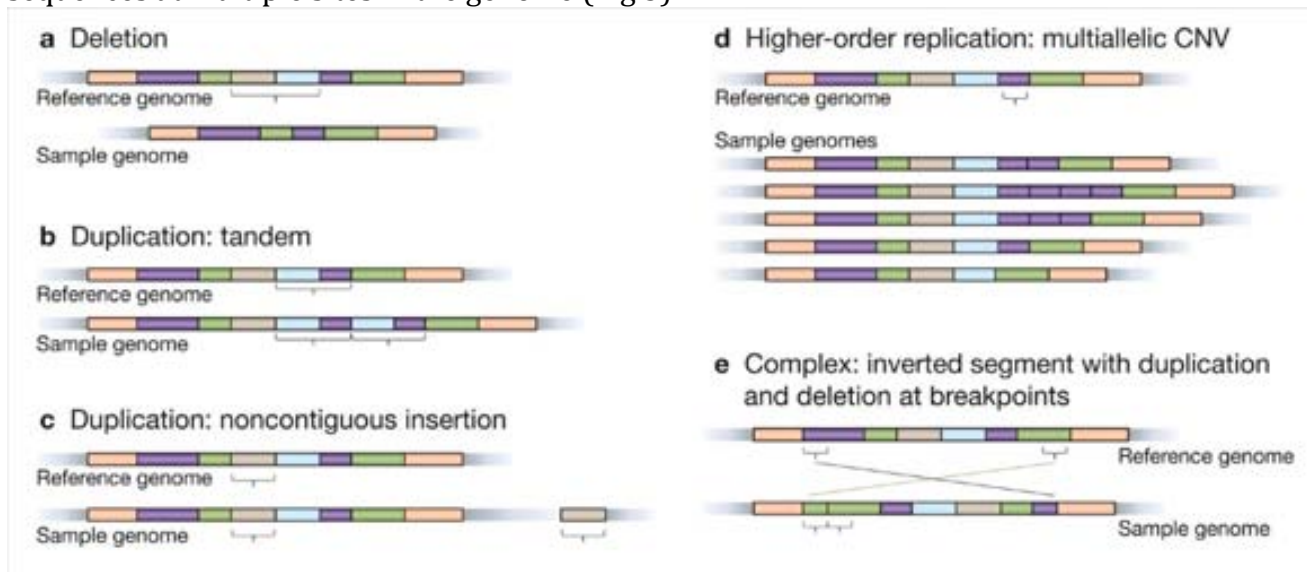 a Deletion
Reference genome
Sample genome
b Duplication: tandem
Reference genome
Sample genome
c Duplication: noncontiguous insertion
Reference genome
Sample genome
d Higher-order replication: multiallelic CNV
Reference genome
Sample genomes
e Complex: inverted segment with duplication
and deletion at breakpoints
Reference genome
Sample genome